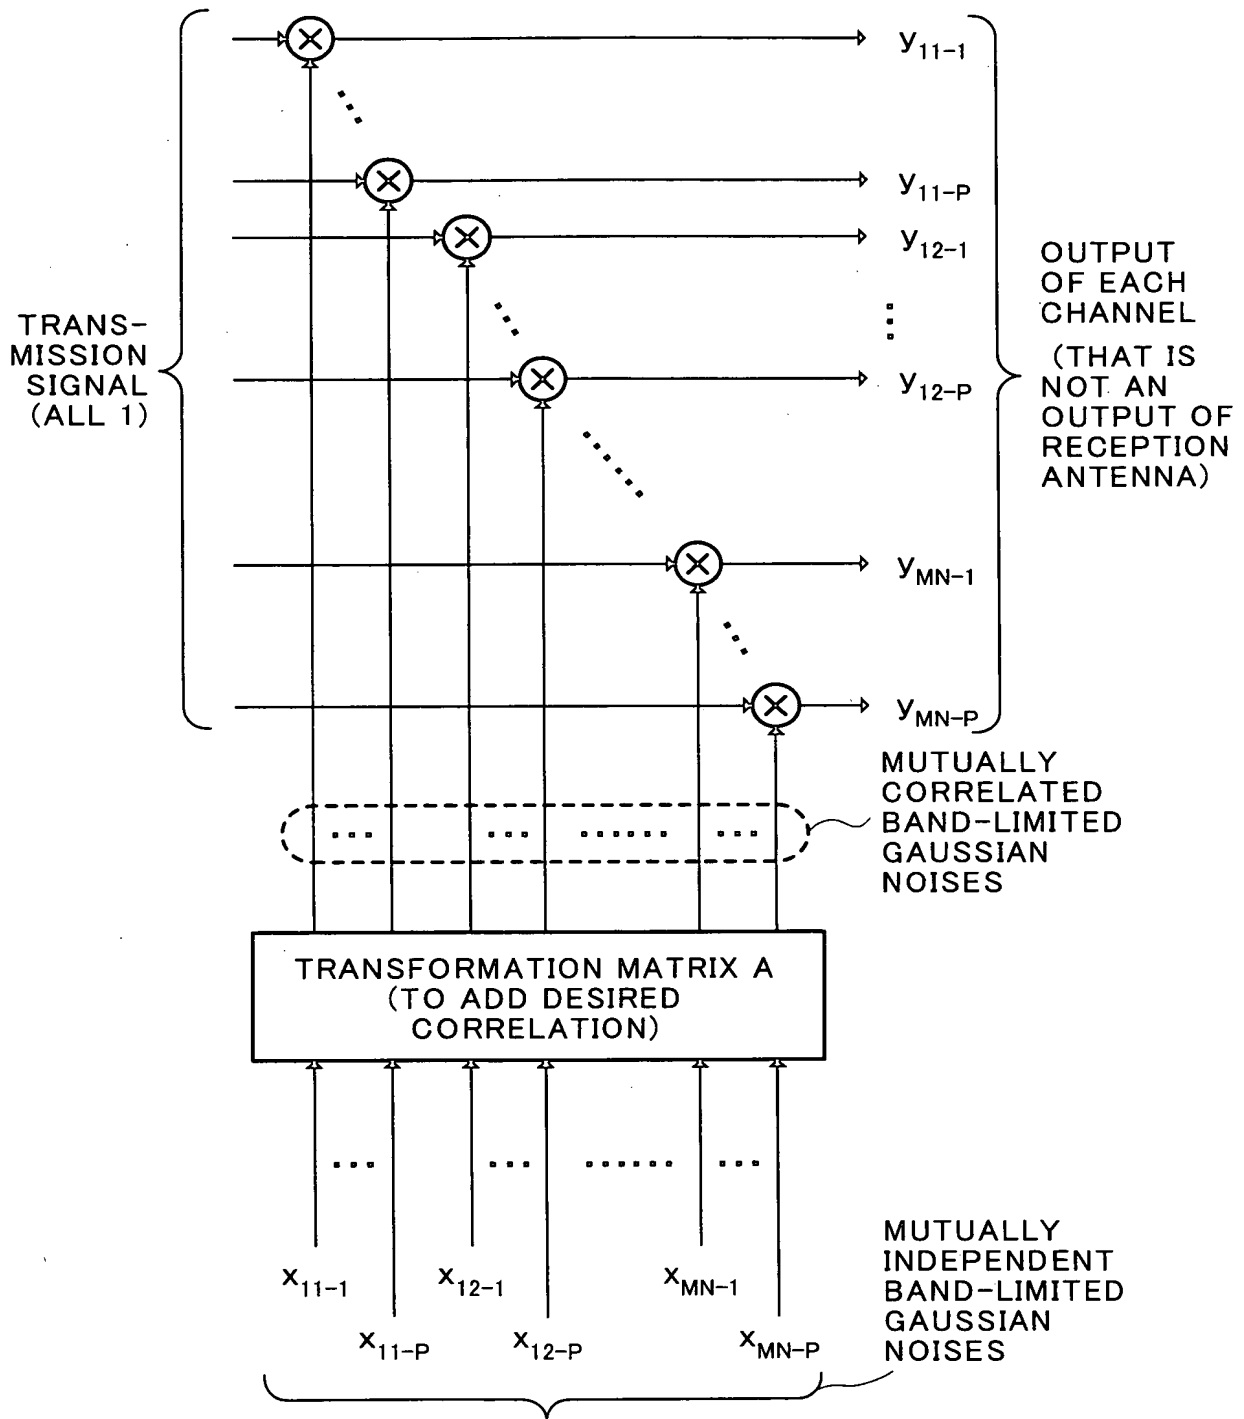 y11-1
y11-P
y12-1
y12-P
yMN-1
yMN-P
TRANS-
MISSION
SIGNAL
(ALL 1)
OUTPUT
OF EACH
CHANNEL
(THAT IS
NOT AN
OUTPUT OF
RECEPTION
ANTENNA)
MUTUALLY
CORRELATED
BAND-LIMITED
GAUSSIAN
NOISES
TRANSFORMATION MATRIX A
(TO ADD DESIRED
CORRELATION)
x11-1
x12-1
xMN-1
x11-P
x12-P
xMN-P
MUTUALLY
INDEPENDENT
BAND-LIMITED
GAUSSIAN
NOISES